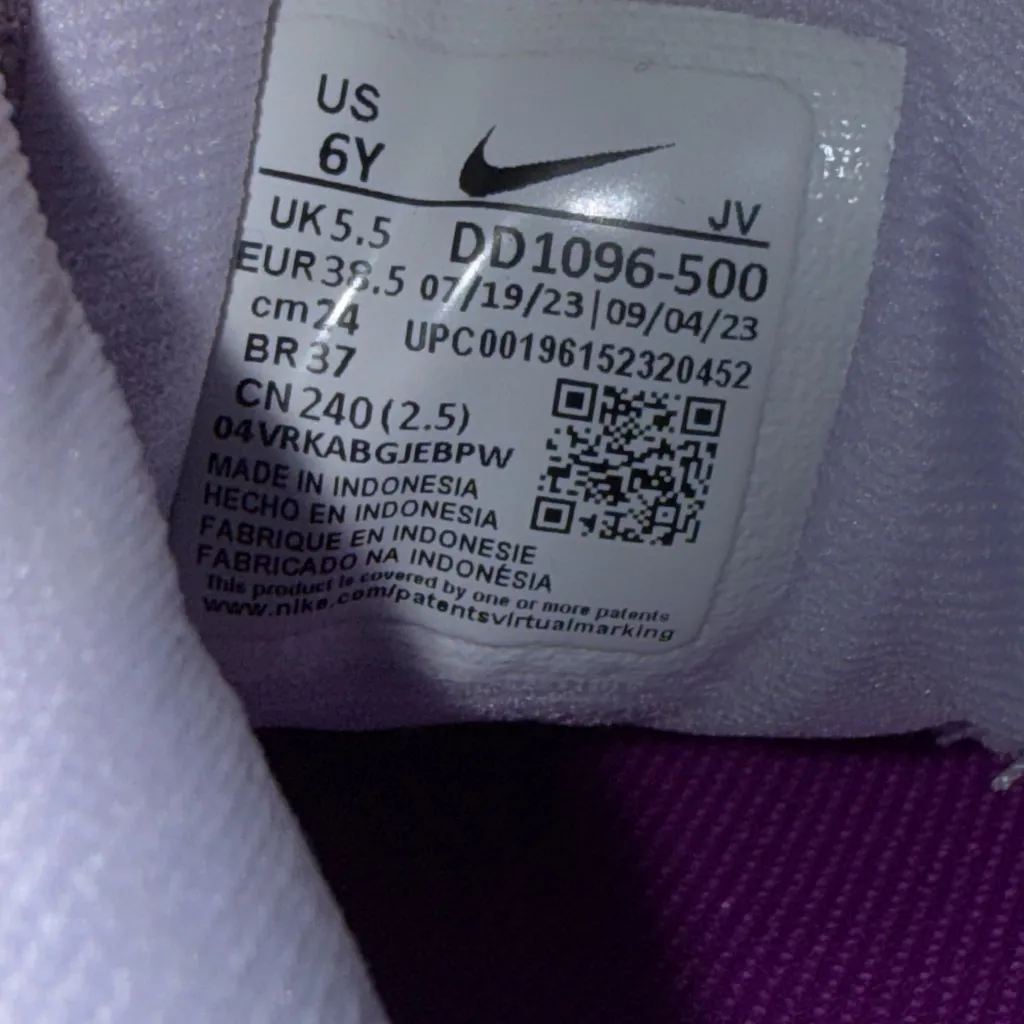 US
6Y
JV
UK 5.5
DD1096-500
EUR 38.5
07/19/23|09/04/23
cm 24
UPC00196152320452
BR 37
CN 240 (2.5)
04VRKABGJEBPW
MADE IN INDONESIA
HECHO EN INDONESIA
FABRIQUE EN INDONESIE
FABRICADO NA INDONÉSIA
This product is covered by one or more patents
www.nike.com/patentsvirtualmarking